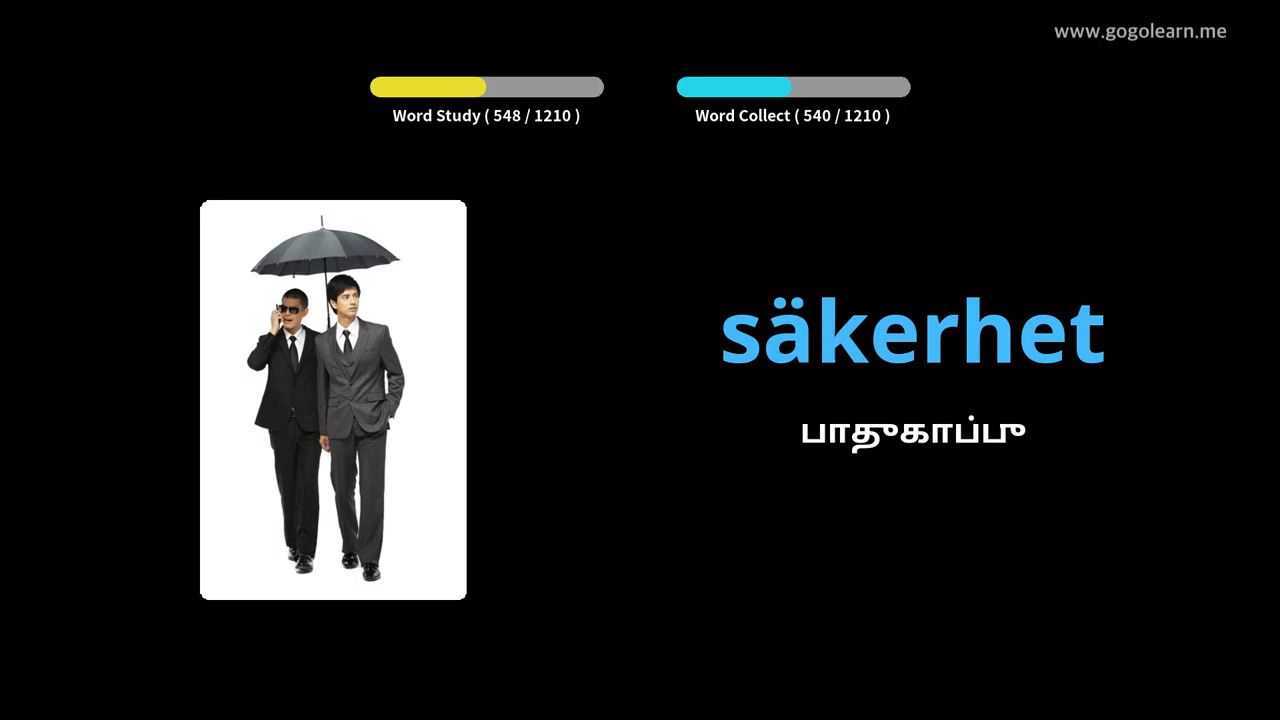 www.gogolearn.me
Word Study ( 548 / 1210 )
Word Collect ( 540 / 1210 )
säkerhet
பாதுகாப்பு